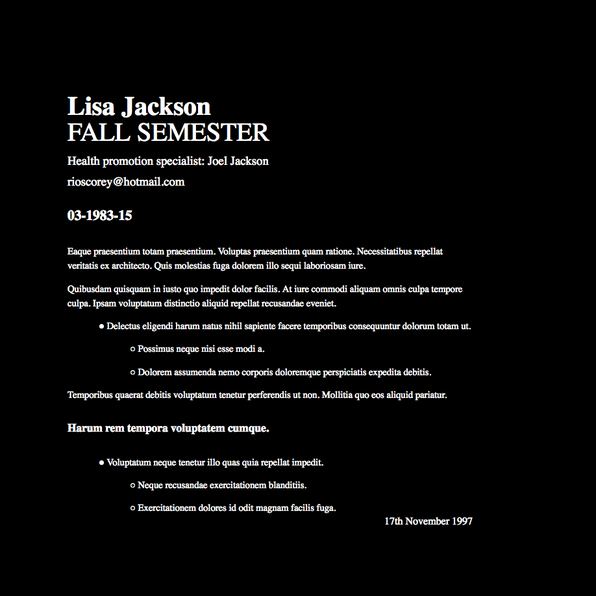 Lisa Jackson
FALL SEMESTER
Health promotion specialist: Joel Jackson
rioscorey@hotmail.com
03-1983-15
Eaque praesentium totam praesentium. Voluptas praesentium quam ratione. Necessitatibus repellat
veritatis ex architecto. Quis molestias fuga dolorem illo sequi laboriosam iure.
Quibusdam quisquam in iusto quo impedit dolor facilis. At iure commodi aliquam omnis culpa tempore
culpa. Ipsam voluptatum distinctio aliquid repellat recusandae eveniet.
Delectus eligendi harum natus nihil sapiente facere temporibus consequuntur dolorum totam ut.
Possimus neque nisi esse modi a.
Dolorem assumenda nemo corporis doloremque perspiciatis expedita debitis.
Temporibus quaerat debitis voluptatum tenetur perferendis ut non. Mollitia quo eos aliquid pariatur.
Harum rem tempora voluptatem cumque.
Voluptatum neque tenetur illo quas quia repellat impedit.
Neque recusandae exercitationem blanditiis.
Exercitationem dolores id odit magnam facilis fuga.
17th November 1997